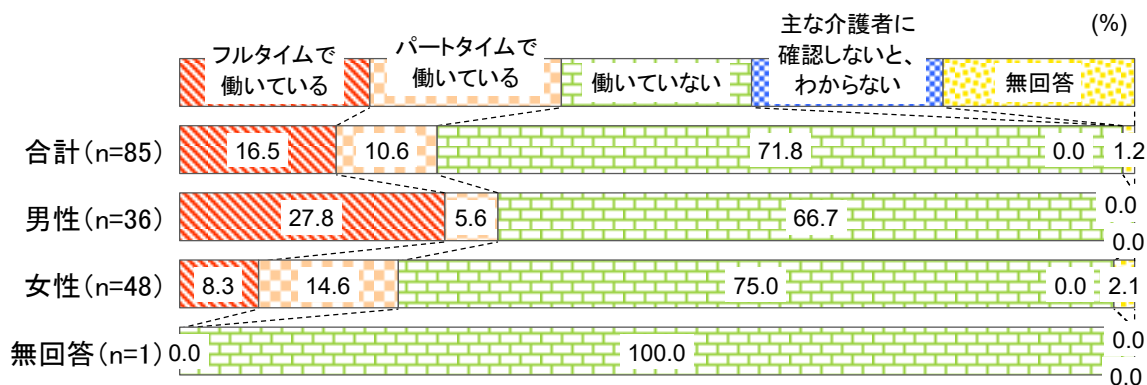 (%)
フルタイムで
働いている
パートタイムで
働いている
働いていない
主な介護者に
確認しないと、
わからない
無回答
合計(n=85) 16.5 10.6 71.8 0.0 1.2
男性(n=36) 27.8 5.6 66.7 0.0 0.0
女性(n=48) 8.3 14.6 75.0 0.0 2.1
無回答(n=1) 0.0 100.0 0.0 0.0